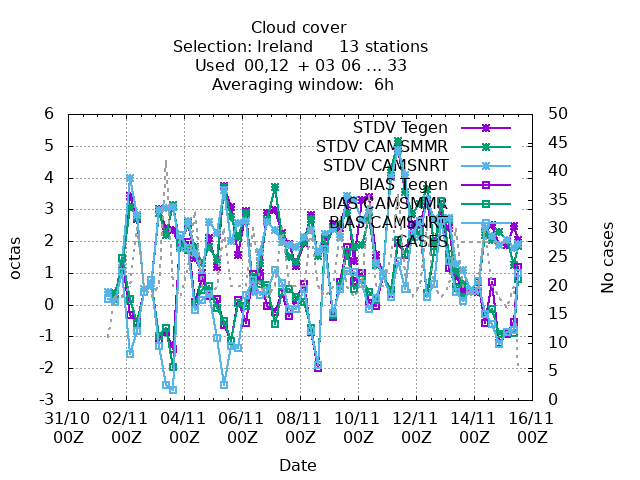 Cloud cover
Selection: Ireland 13 stations
Used 00,12 + 03 06 ... 33
Averaging window: 6h
6
5
4
3
2
1
0
-1
-2
-3
octas
50
45
40
35
30
25
20
15
10
5
0
No cases
STDV Tegen
STDV CAMSMMR
STDV CAMSNRT
BIAS Tegen
BIAS CAMSMMR
BIAS CAMSNRT
CASES
31/10 02/11 04/11 06/11 08/11 10/11 12/11 14/11 16/11
00Z 00Z 00Z 00Z 00Z 00Z 00Z 00Z 00Z
Date